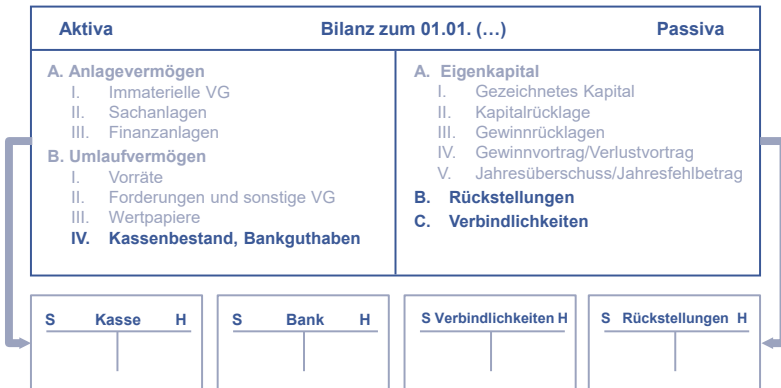 Aktiva Bilanz zum 01.01. (…) Passiva
A. Anlagevermögen
I. Immaterielle VG
II. Sachanlagen
III. Finanzanlagen
B. Umlaufvermögen
I. Vorräte
II. Forderungen und sonstige VG
III. Wertpapiere
IV. Kassenbestand, Bankguthaben
A. Eigenkapital
I. Gezeichnetes Kapital
II. Kapitalrücklage
III. Gewinnrücklagen
IV. Gewinnvortrag/Verlustvortrag
V. Jahresüberschuss/Jahresfehlbetrag
B. Rückstellungen
C. Verbindlichkeiten
S Kasse H
S Bank H
S Verbindlichkeiten H
S Rückstellungen H